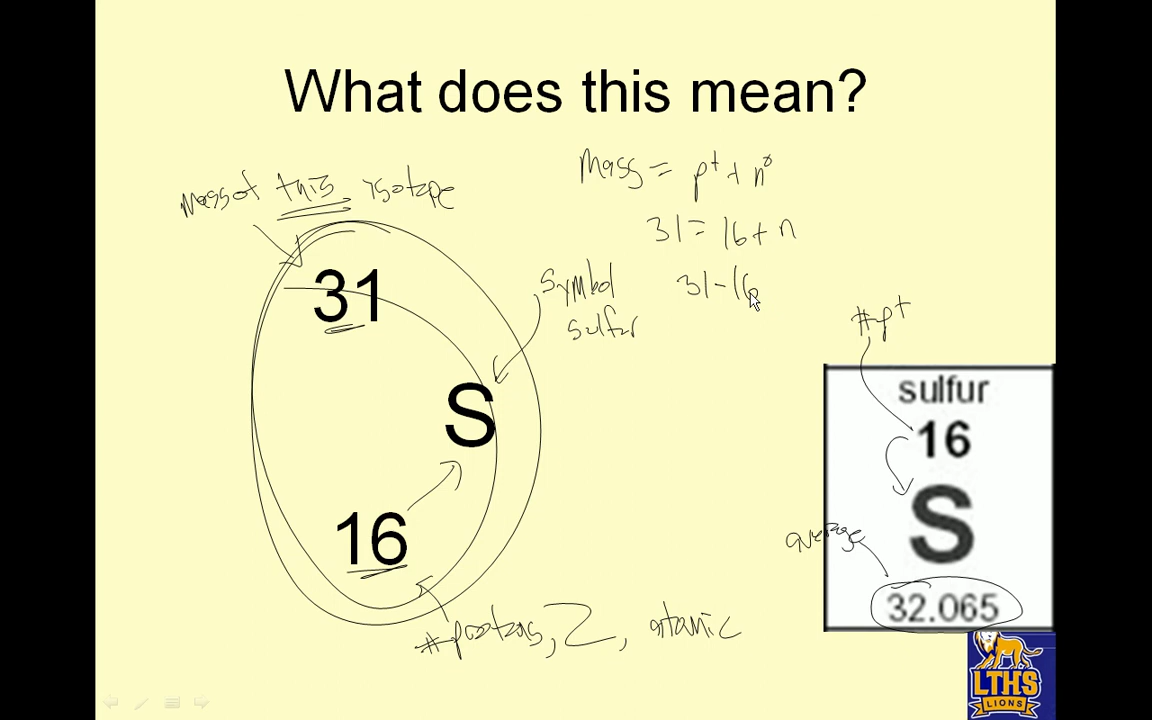 What does this mean?
Mass of this isotope
Mass = p+ + n°
31 = 16 + n
31 - 16
31
Symbol
sulfur
S
16
# protons, Z, atomic
# p+
sulfur
16
S
average
32.065
LTHS
LIONS